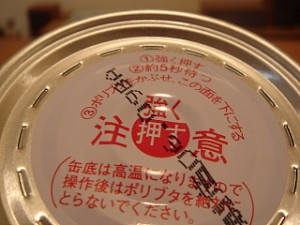 ①強く押す
②約5秒待つ
③ポリブタをかぶせ、この面を下にする
強く
押す
注意
缶底は高温になりますので
操作後はポリブタを絶対に
とらないでください。